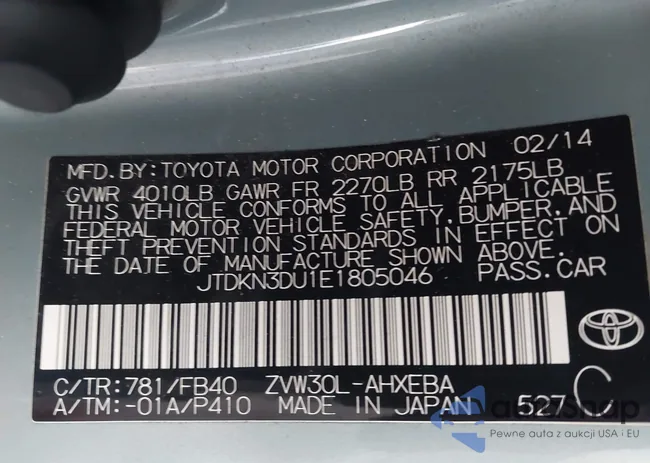 MFD.BY:TOYOTA MOTOR CORPORATION 02/14
GVWR 4010LB GAWR FR 2270LB RR 2175LB
THIS VEHICLE CONFORMS TO ALL APPLICABLE
FEDERAL MOTOR VEHICLE SAFETY,BUMPER,AND
THEFT PREVENTION STANDARDS IN EFFECT ON
THE DATE OF MANUFACTURE SHOWN ABOVE.
JTDKN3DU1E1805046 PASS.CAR
C/TR:781/FB40 ZVW30L-AHXEBA
A/TM:-01A/P410 MADE IN JAPAN 527 C
TOYOTA
autosnap
Pewne auta z aukcji USA i EU